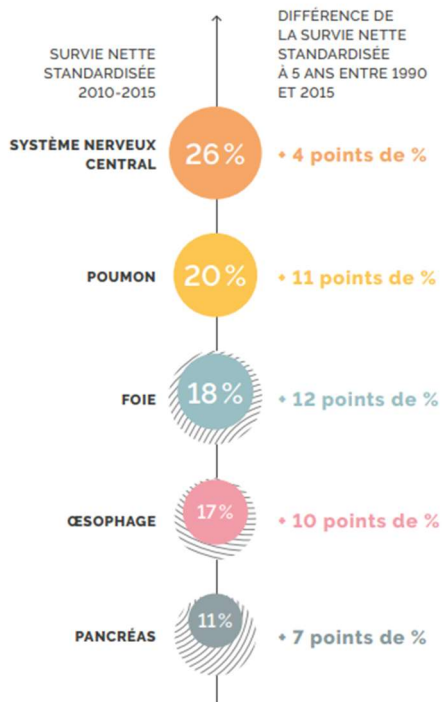 SURVIE NETTE
STANDARDISÉE
2010-2015
DIFFÉRENCE DE
LA SURVIE NETTE
STANDARDISÉE
À 5 ANS ENTRE 1990
ET 2015
SYSTÈME NERVEUX
CENTRAL
26 %
+ 4 points de %
POUMON
20 %
+ 11 points de %
FOIE
18 %
+ 12 points de %
ŒSOPHAGE
17 %
+ 10 points de %
PANCRÉAS
11 %
+ 7 points de %